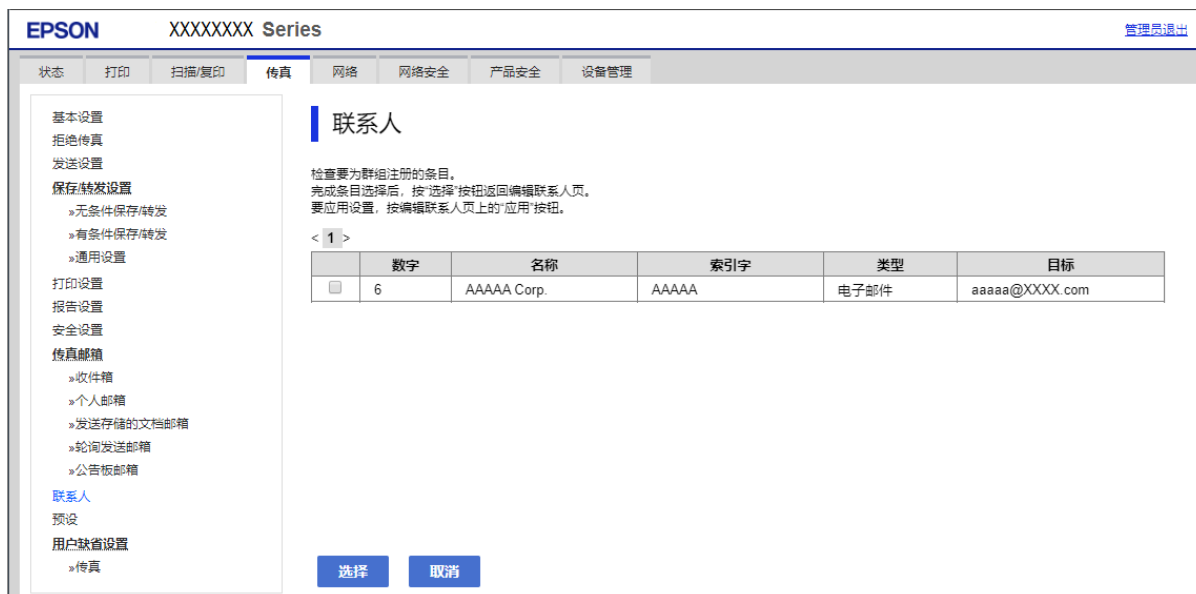 EPSON XXXXXXXX Series 管理员退出
状态 打印 扫描/复印 传真 网络 网络安全 产品安全 设备管理
基本设置
拒绝传真
发送设置
保存/转发设置
»无条件保存/转发
»有条件保存/转发
»通用设置
打印设置
报告设置
安全设置
传真邮箱
»收件箱
»个人邮箱
»发送存储的文档邮箱
»轮询发送邮箱
»公告板邮箱
联系人
预设
用户缺省设置
»传真
联系人
检查要为群组注册的条目。
完成条目选择后，按“选择”按钮返回编辑联系人页。
要应用设置，按编辑联系人页上的“应用”按钮。
< 1 >
数字 名称 索引字 类型 目标
6 AAAAA Corp. AAAAA 电子邮件 aaaaa@XXXX.com
选择 取消